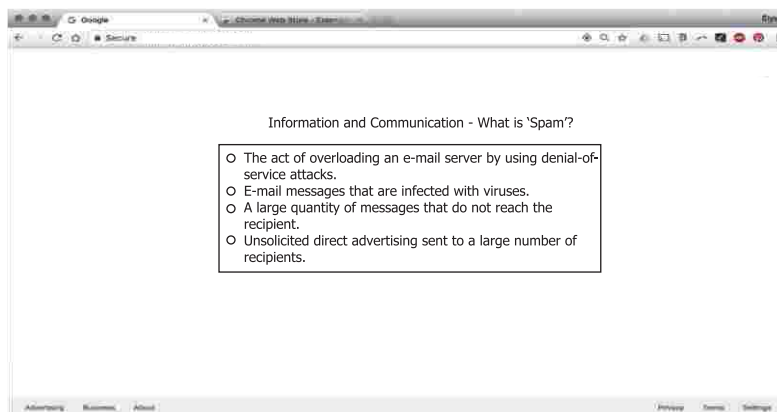 Google
Chrome Web Store - Exten
Secure
Information and Communication - What is ‘Spam’?
The act of overloading an e-mail server by using denial-of-
service attacks.
E-mail messages that are infected with viruses.
A large quantity of messages that do not reach the
recipient.
Unsolicited direct advertising sent to a large number of
recipients.
Advertising Business About
Privacy Terms Settings